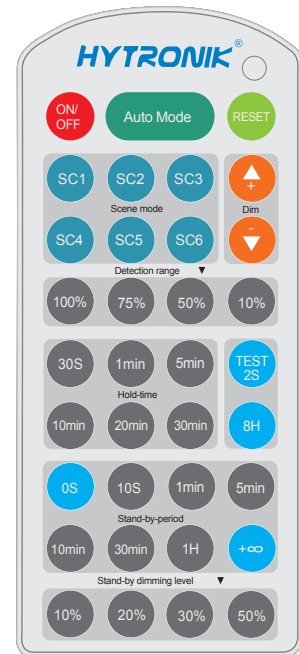 HYTRONIK®
ON/
OFF
Auto Mode
RESET
SC1 SC2 SC3
+
Scene mode
Dim
SC4 SC5 SC6
-
Detection range ▼
100% 75% 50% 10%
30S 1min 5min
TEST
2S
Hold-time
10min 20min 30min 8H
0S 10S 1min 5min
Stand-by-period
10min 30min 1H +∞
Stand-by dimming level ▼
10% 20% 30% 50%